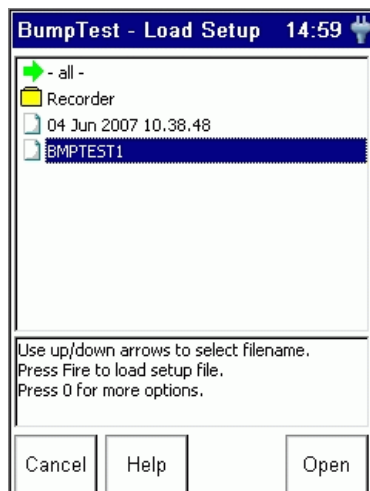 BumpTest - Load Setup 14:59
- all -
Recorder
04 Jun 2007 10.38.48
BMPTEST1
Use up/down arrows to select filename.
Press Fire to load setup file.
Press 0 for more options.
Cancel Help Open